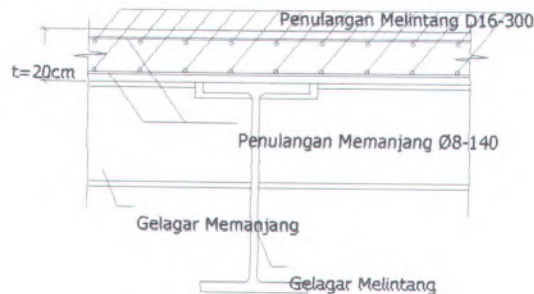 Penulangan Melintang D16-300
t=20cm
Penulangan Memanjang Ø8-140
Gelagar Memanjang
Gelagar Melintang